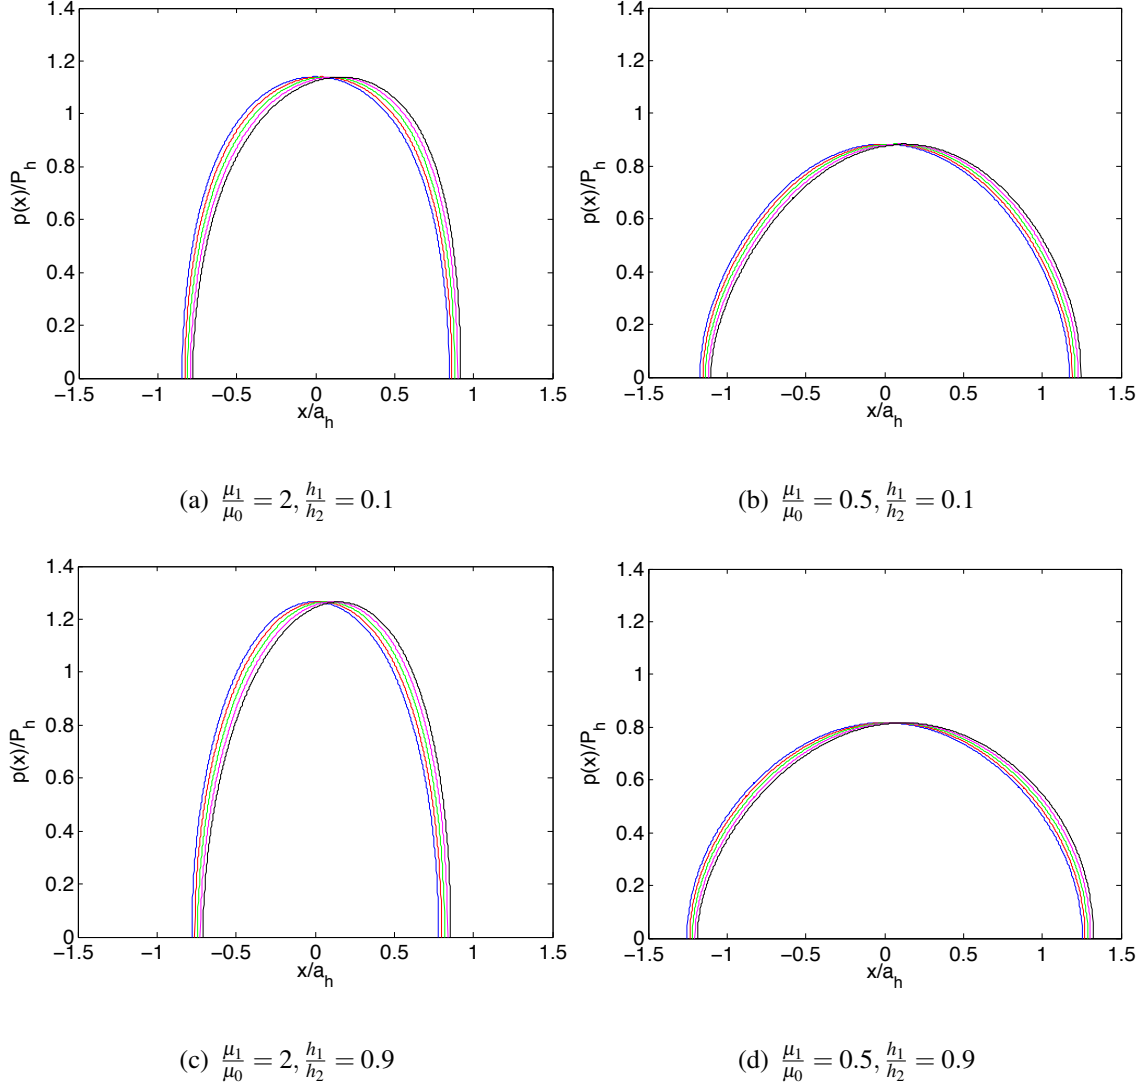 1.4
1.2
1
0.8
0.6
0.4
0.2
0
p(x)/P_h
−1.5 −1 −0.5 0 0.5 1 1.5
x/a_h
(a) μ₁/μ₀ = 2, h₁/h₂ = 0.1
1.4
1.2
1
0.8
0.6
0.4
0.2
0
p(x)/P_h
−1.5 −1 −0.5 0 0.5 1 1.5
x/a_h
(b) μ₁/μ₀ = 0.5, h₁/h₂ = 0.1
1.4
1.2
1
0.8
0.6
0.4
0.2
0
p(x)/P_h
−1.5 −1 −0.5 0 0.5 1 1.5
x/a_h
(c) μ₁/μ₀ = 2, h₁/h₂ = 0.9
1.4
1.2
1
0.8
0.6
0.4
0.2
0
p(x)/P_h
−1.5 −1 −0.5 0 0.5 1 1.5
x/a_h
(d) μ₁/μ₀ = 0.5, h₁/h₂ = 0.9